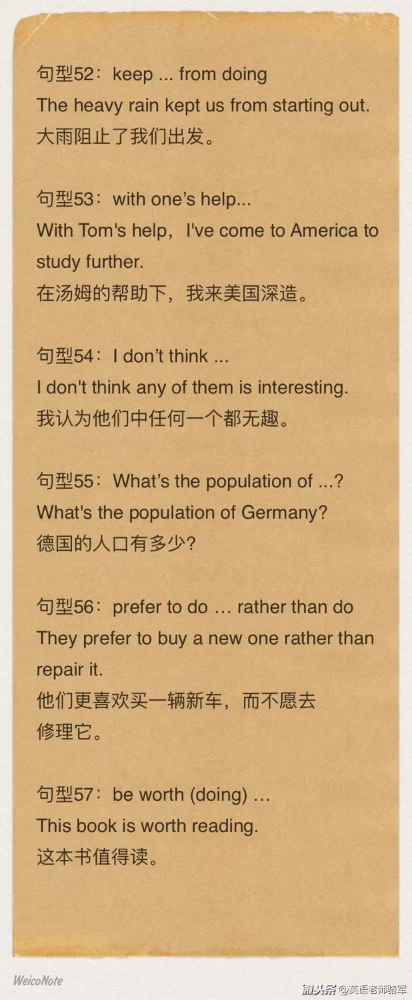 句型52：keep ... from doing
The heavy rain kept us from starting out.
大雨阻止了我们出发。
句型53：with one’s help...
With Tom's help，I've come to America to
study further.
在汤姆的帮助下，我来美国深造。
句型54：I don’t think ...
I don't think any of them is interesting.
我认为他们中任何一个都无趣。
句型55：What’s the population of ...?
What's the population of Germany?
德国的人口有多少?
句型56：prefer to do … rather than do
They prefer to buy a new one rather than
repair it.
他们更喜欢买一辆新车，而不愿去
修理它。
句型57：be worth (doing) …
This book is worth reading.
这本书值得读。
WeicoNote
微头条 @英语老师骆军